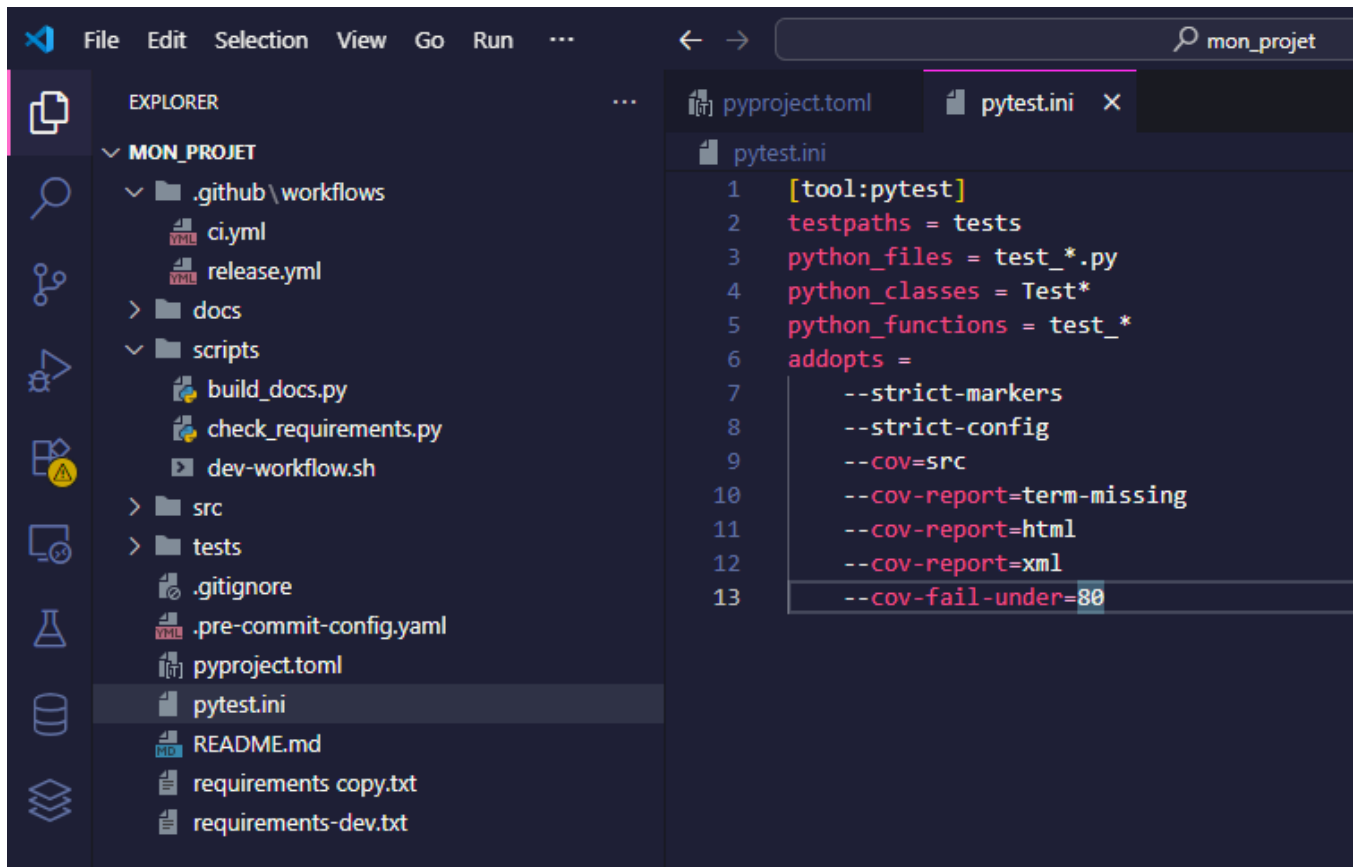 File Edit Selection View Go Run ... ← → mon_projet
EXPLORER ...
MON_PROJET
.github\workflows
YML ci.yml
YML release.yml
docs
scripts
build_docs.py
check_requirements.py
dev-workflow.sh
src
tests
.gitignore
YML .pre-commit-config.yaml
[T] pyproject.toml
pytest.ini
MD README.md
requirements copy.txt
requirements-dev.txt
[T] pyproject.toml pytest.ini ×
pytest.ini
1 [tool:pytest]
2 testpaths = tests
3 python_files = test_*.py
4 python_classes = Test*
5 python_functions = test_*
6 addopts =
7     --strict-markers
8     --strict-config
9     --cov=src
10     --cov-report=term-missing
11     --cov-report=html
12     --cov-report=xml
13     --cov-fail-under=80